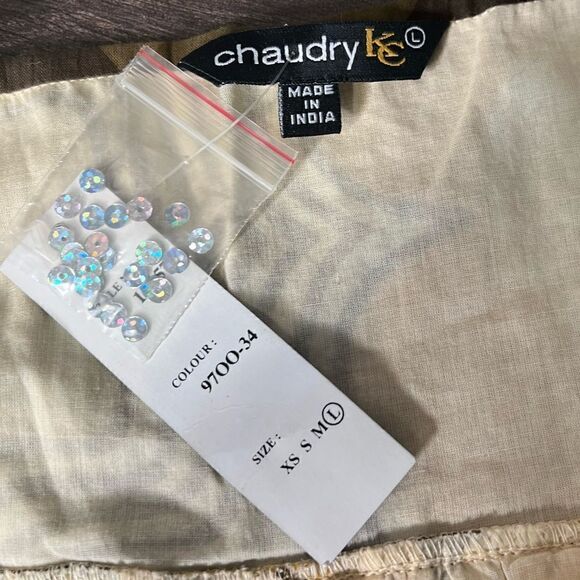 chaudry KC L
MADE
IN
INDIA
COLOUR :
9700-34
SIZE :
XS S M L